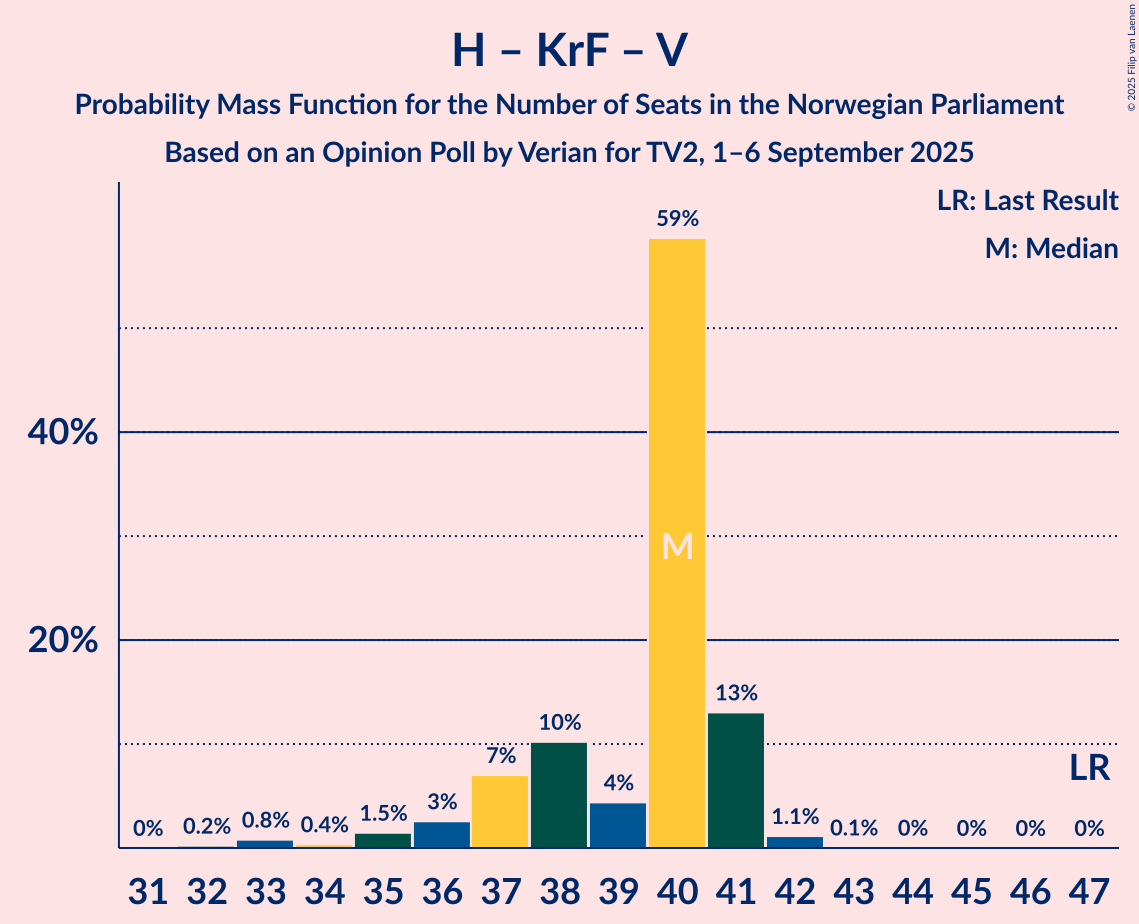 H – KrF – V
Probability Mass Function for the Number of Seats in the Norwegian Parliament
Based on an Opinion Poll by Verian for TV2, 1–6 September 2025
© 2025 Filip van Laenen
LR: Last Result
M: Median
40%
20%
0%
0.2%
0.8%
0.4%
1.5%
3%
7%
10%
4%
59%
M
13%
1.1%
0.1%
0%
0%
0%
0%
LR
31 32 33 34 35 36 37 38 39 40 41 42 43 44 45 46 47